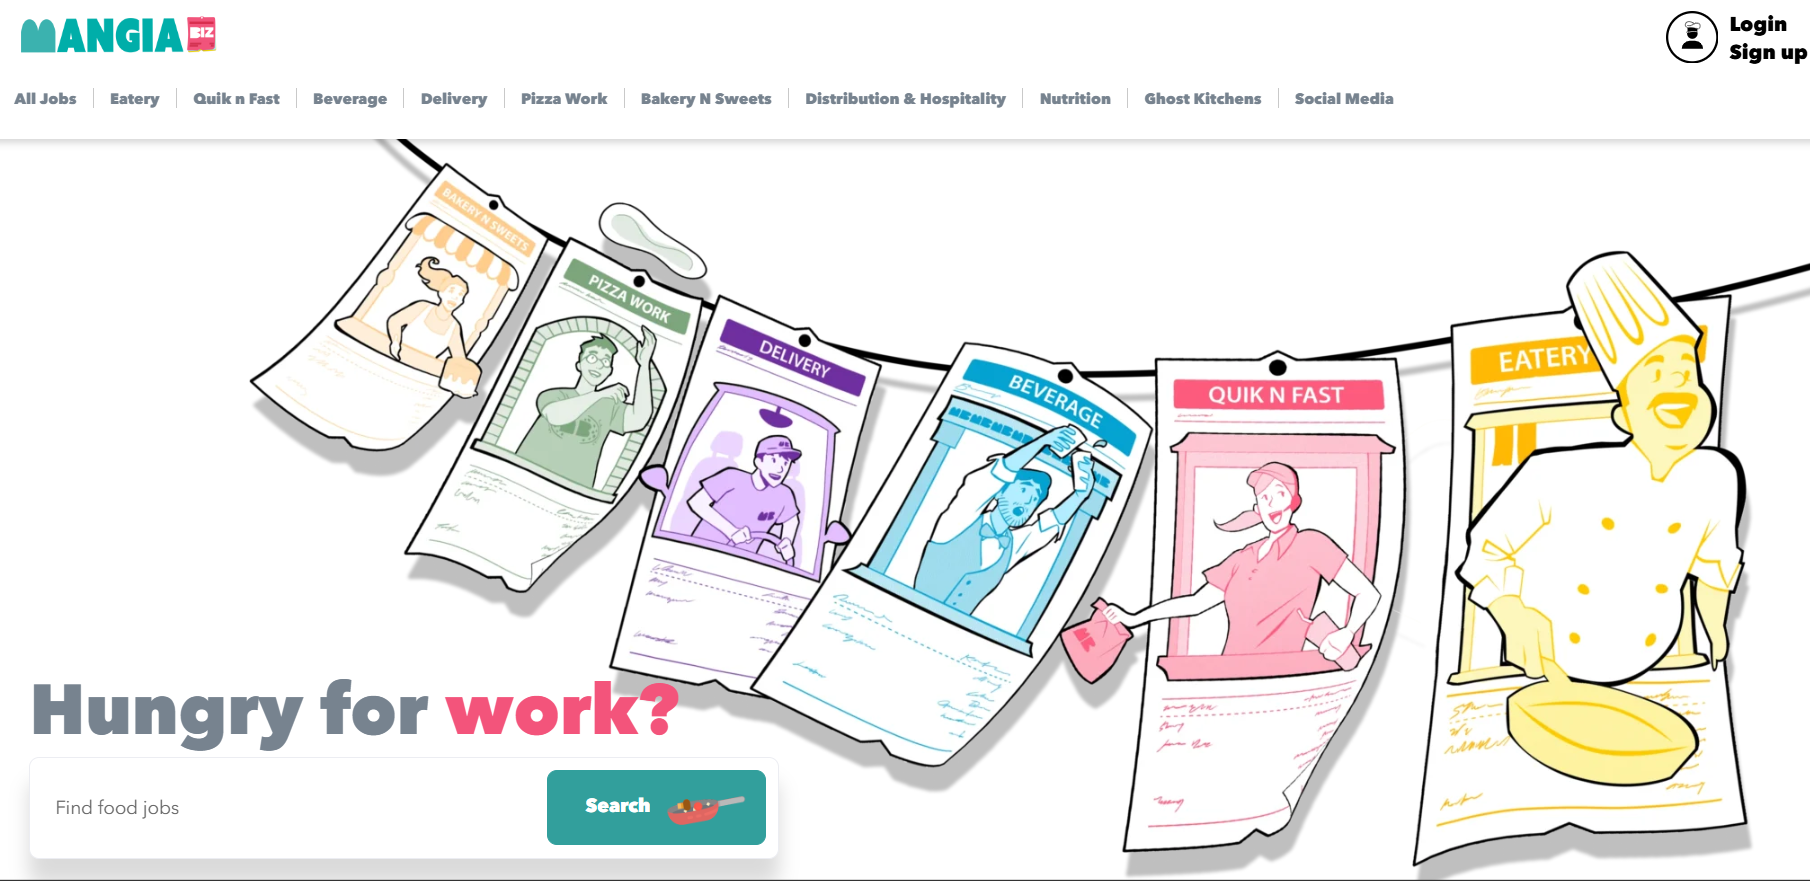 MANGIA BIZ
Login
Sign up
All Jobs
Eatery
Quik n Fast
Beverage
Delivery
Pizza Work
Bakery N Sweets
Distribution & Hospitality
Nutrition
Ghost Kitchens
Social Media
BAKERY N SWEETS
PIZZA WORK
DELIVERY
BEVERAGE
QUIK N FAST
EATERY
Hungry for work?
Find food jobs
Search